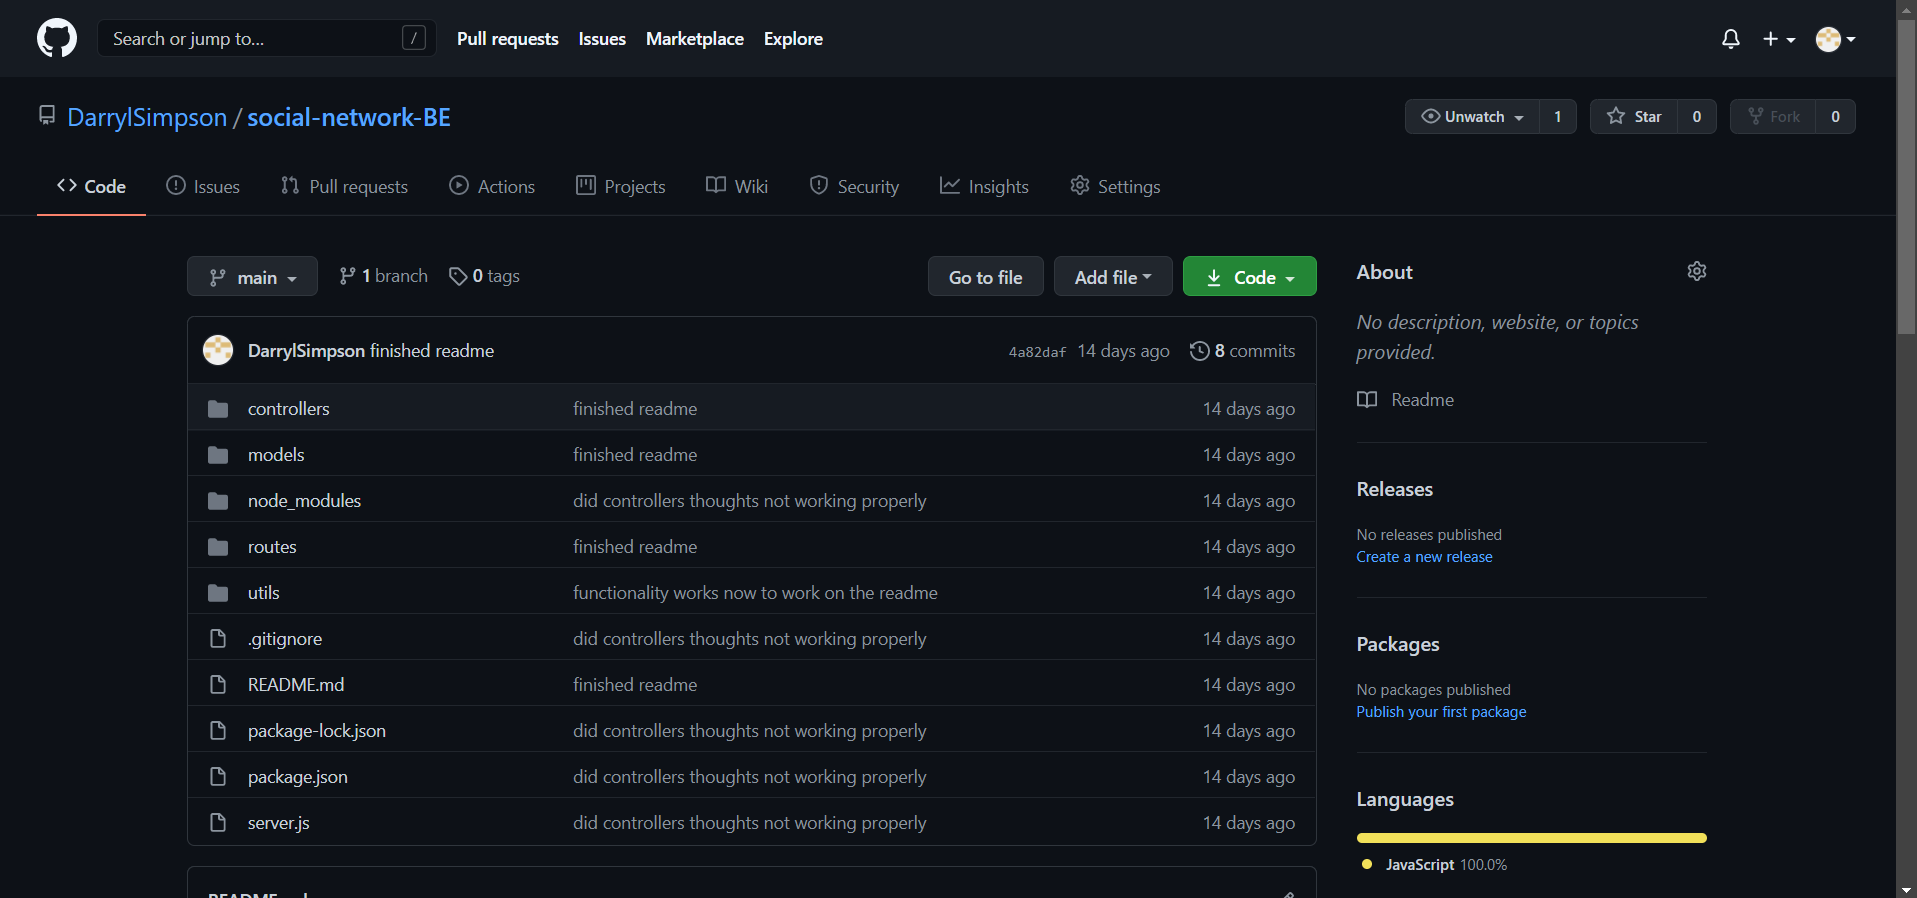 Search or jump to... / Pull requests Issues Marketplace Explore
DarrylSimpson / social-network-BE Unwatch 1 Star 0 Fork 0
Code Issues Pull requests Actions Projects Wiki Security Insights Settings
main 1 branch 0 tags Go to file Add file Code
DarrylSimpson finished readme 4a82daf 14 days ago 8 commits
controllers finished readme 14 days ago
models finished readme 14 days ago
node_modules did controllers thoughts not working properly 14 days ago
routes finished readme 14 days ago
utils functionality works now to work on the readme 14 days ago
.gitignore did controllers thoughts not working properly 14 days ago
README.md finished readme 14 days ago
package-lock.json did controllers thoughts not working properly 14 days ago
package.json did controllers thoughts not working properly 14 days ago
server.js did controllers thoughts not working properly 14 days ago
About
No description, website, or topics
provided.
Readme
Releases
No releases published
Create a new release
Packages
No packages published
Publish your first package
Languages
JavaScript 100.0%